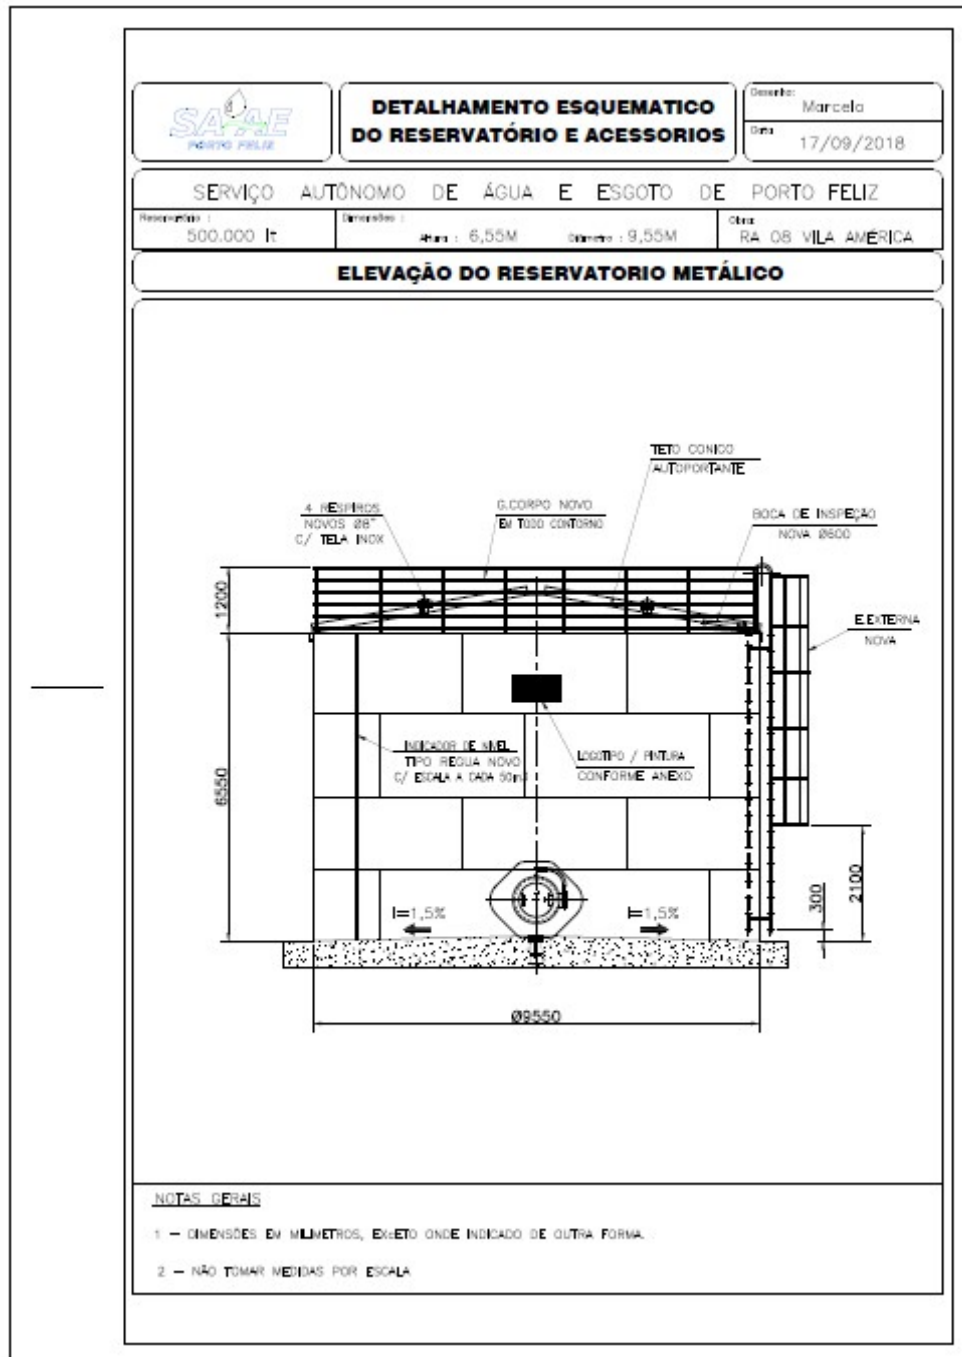 SAAE
PORTO FELIZ
DETALHAMENTO ESQUEMATICO
DO RESERVATÓRIO E ACESSORIOS
Desenho:
Marcelo
Data
17/09/2018
SERVIÇO AUTÔNOMO DE ÁGUA E ESGOTO DE PORTO FELIZ
Reservatório :
500.000 lt
Dimensões :
Altura : 6,55M Diâmetro : 9,55M
Obra:
RA 08 VILA AMÉRICA
ELEVAÇÃO DO RESERVATORIO METÁLICO
TETO CONICO
AUTOPORTANTE
4 RESPIROS
NOVOS Ø8"
C/ TELA INOX
G.CORPO NOVO
EM TODO CONTORNO
BOCA DE INSPEÇÃO
NOVA Ø600
1200
E.EXTERNA
NOVA
6550
INDICADOR DE NIVEL
TIPO REGUA NOVO
C/ ESCALA A CADA 50m3
LOGOTIPO / PINTURA
CONFORME ANEXO
2100
300
I=1,5%
I=1,5%
Ø9550
NOTAS GERAIS
1 – DIMENSÕES EM MILIMETROS, EXCETO ONDE INDICADO DE OUTRA FORMA.
2 – NÃO TOMAR MEDIDAS POR ESCALA